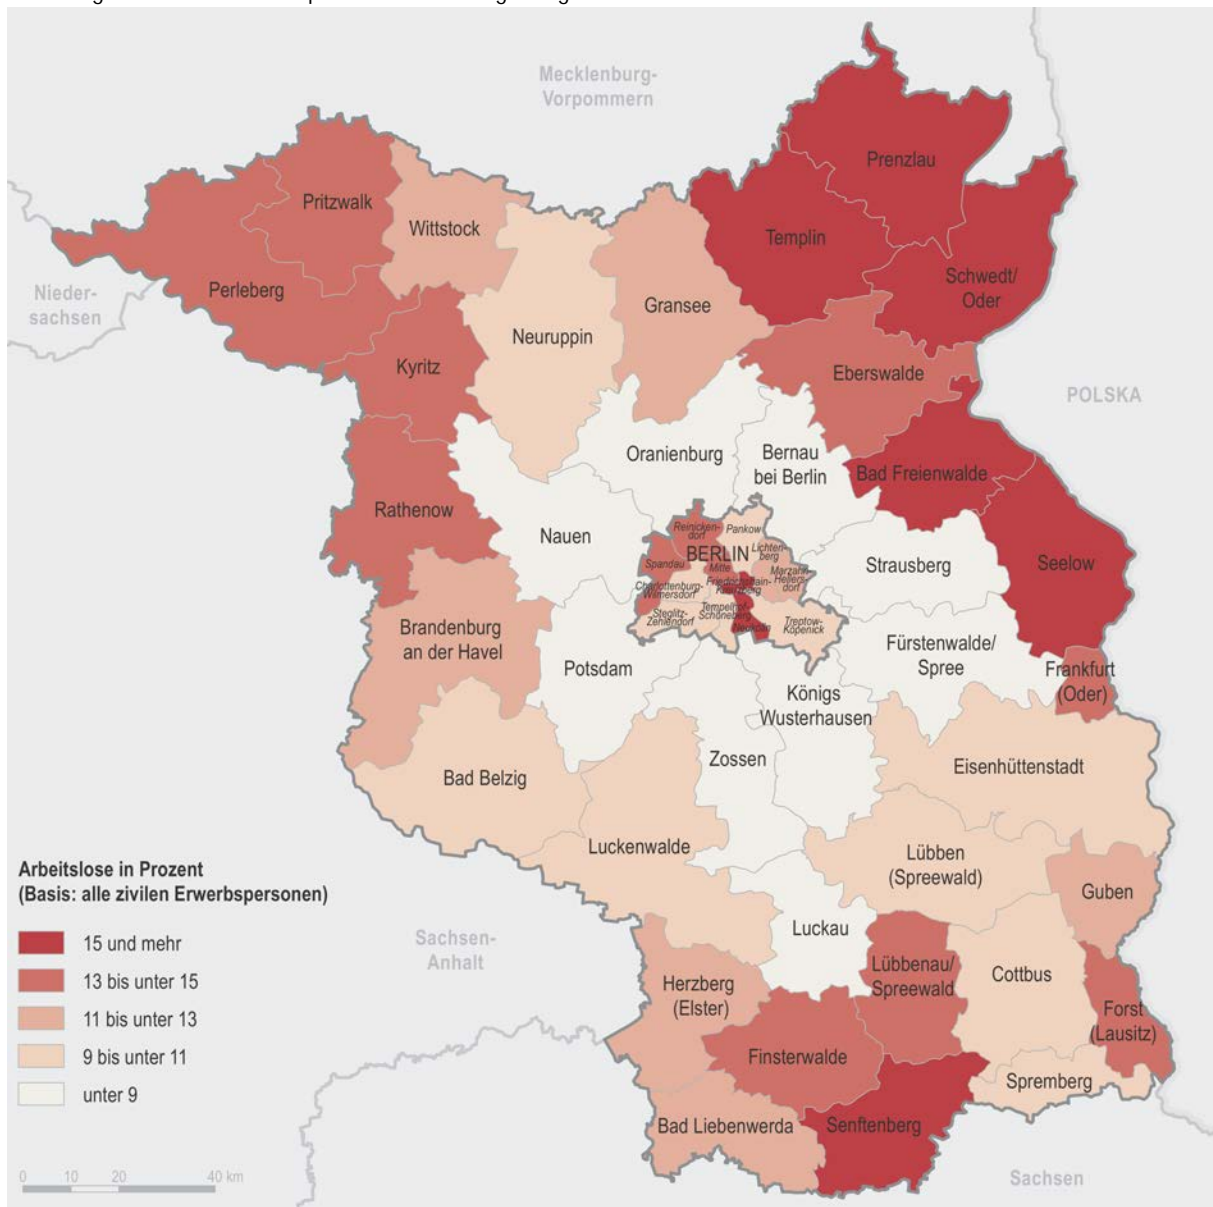 Mecklenburg-
Vorpommern
Prenzlau
Pritzwalk
Wittstock
Templin
Schwedt/
Oder
Nieder-
sachsen
Perleberg
Gransee
Neuruppin
Kyritz
Eberswalde
POLSKA
Oranienburg
Bernau
bei Berlin
Bad Freienwalde
Rathenow
Nauen
Reinicken-
dorf
Pankow
BERLIN
Lichten-
berg
Spandau
Mitte
Marzahn-
Hellers-
dorf
Charlottenburg-
Wilmersdorf
Friedrichshain-
Kreuzberg
Steglitz-
Zehlendorf
Tempelhof-
Schöneberg
Neukölln
Treptow-
Köpenick
Strausberg
Seelow
Brandenburg
an der Havel
Potsdam
Fürstenwalde/
Spree
Frankfurt
(Oder)
Königs
Wusterhausen
Zossen
Eisenhüttenstadt
Bad Belzig
Luckenwalde
Lübben
(Spreewald)
Guben
Luckau
Lübbenau/
Spreewald
Cottbus
Herzberg
(Elster)
Forst
(Lausitz)
Finsterwalde
Spremberg
Bad Liebenwerda
Senftenberg
Sachsen-
Anhalt
Sachsen
Arbeitslose in Prozent
(Basis: alle zivilen Erwerbspersonen)
15 und mehr
13 bis unter 15
11 bis unter 13
9 bis unter 11
unter 9
0 10 20 40 km